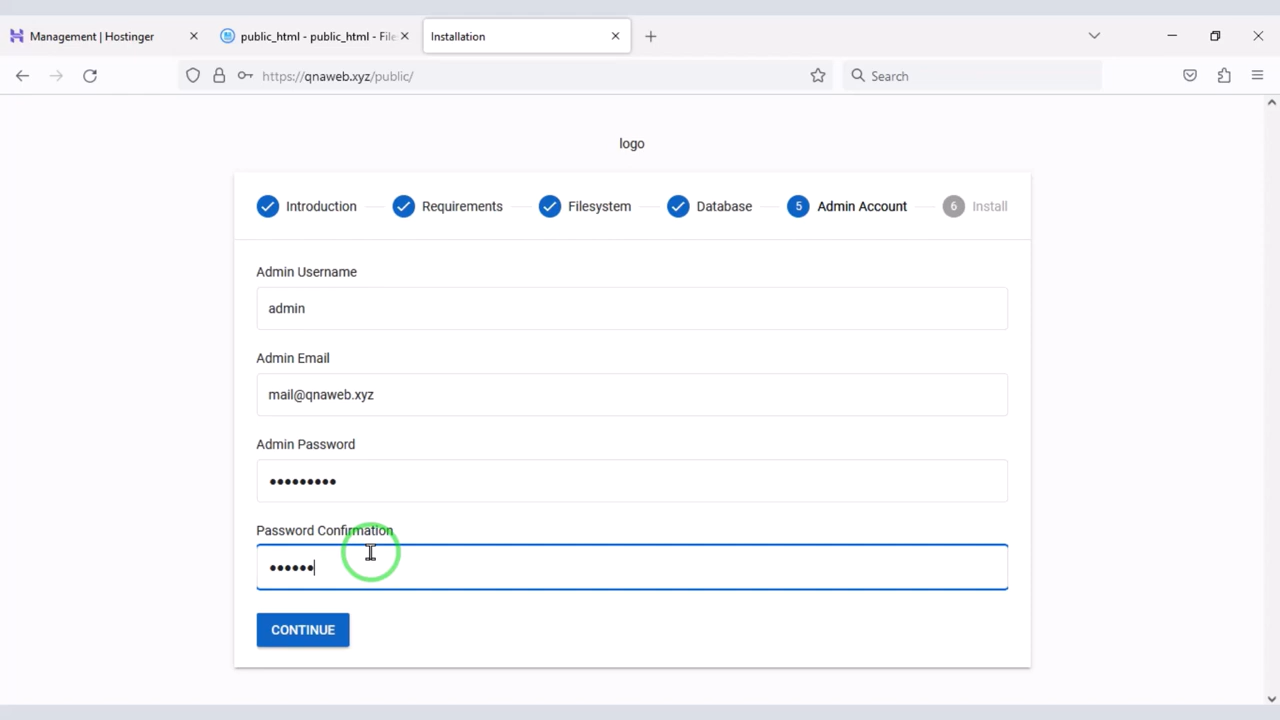 Management | Hostinger
public_html - public_html - File
Installation
https://qnaweb.xyz/public/
Search
logo
Introduction
Requirements
Filesystem
Database
5 Admin Account
6 Install
Admin Username
admin
Admin Email
mail@qnaweb.xyz
Admin Password
•••••••••
Password Confirmation
••••••
CONTINUE